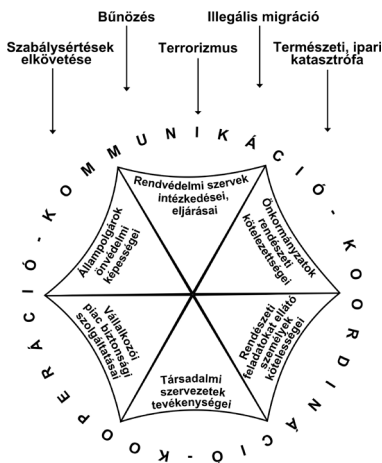 Bűnözés
Illegális migráció
Szabálysértések
elkövetése
Terrorizmus
Természeti, ipari
katasztrófa
KOMMUNIKÁCIÓ-KOORDINÁCIÓ-KOOPERÁCIÓ-
Rendvédelmi szervek
intézkedései,
eljárásai
Önkormányzatok
rendészeti
kötelezettségei
Rendészeti
feladatokat ellátó
személyek
kötelességei
Társadalmi
szervezetek
tevékenységei
Vállalkozói
piac biztonsági
szolgáltatásai
Állampolgárok
önvédelmi
képességei